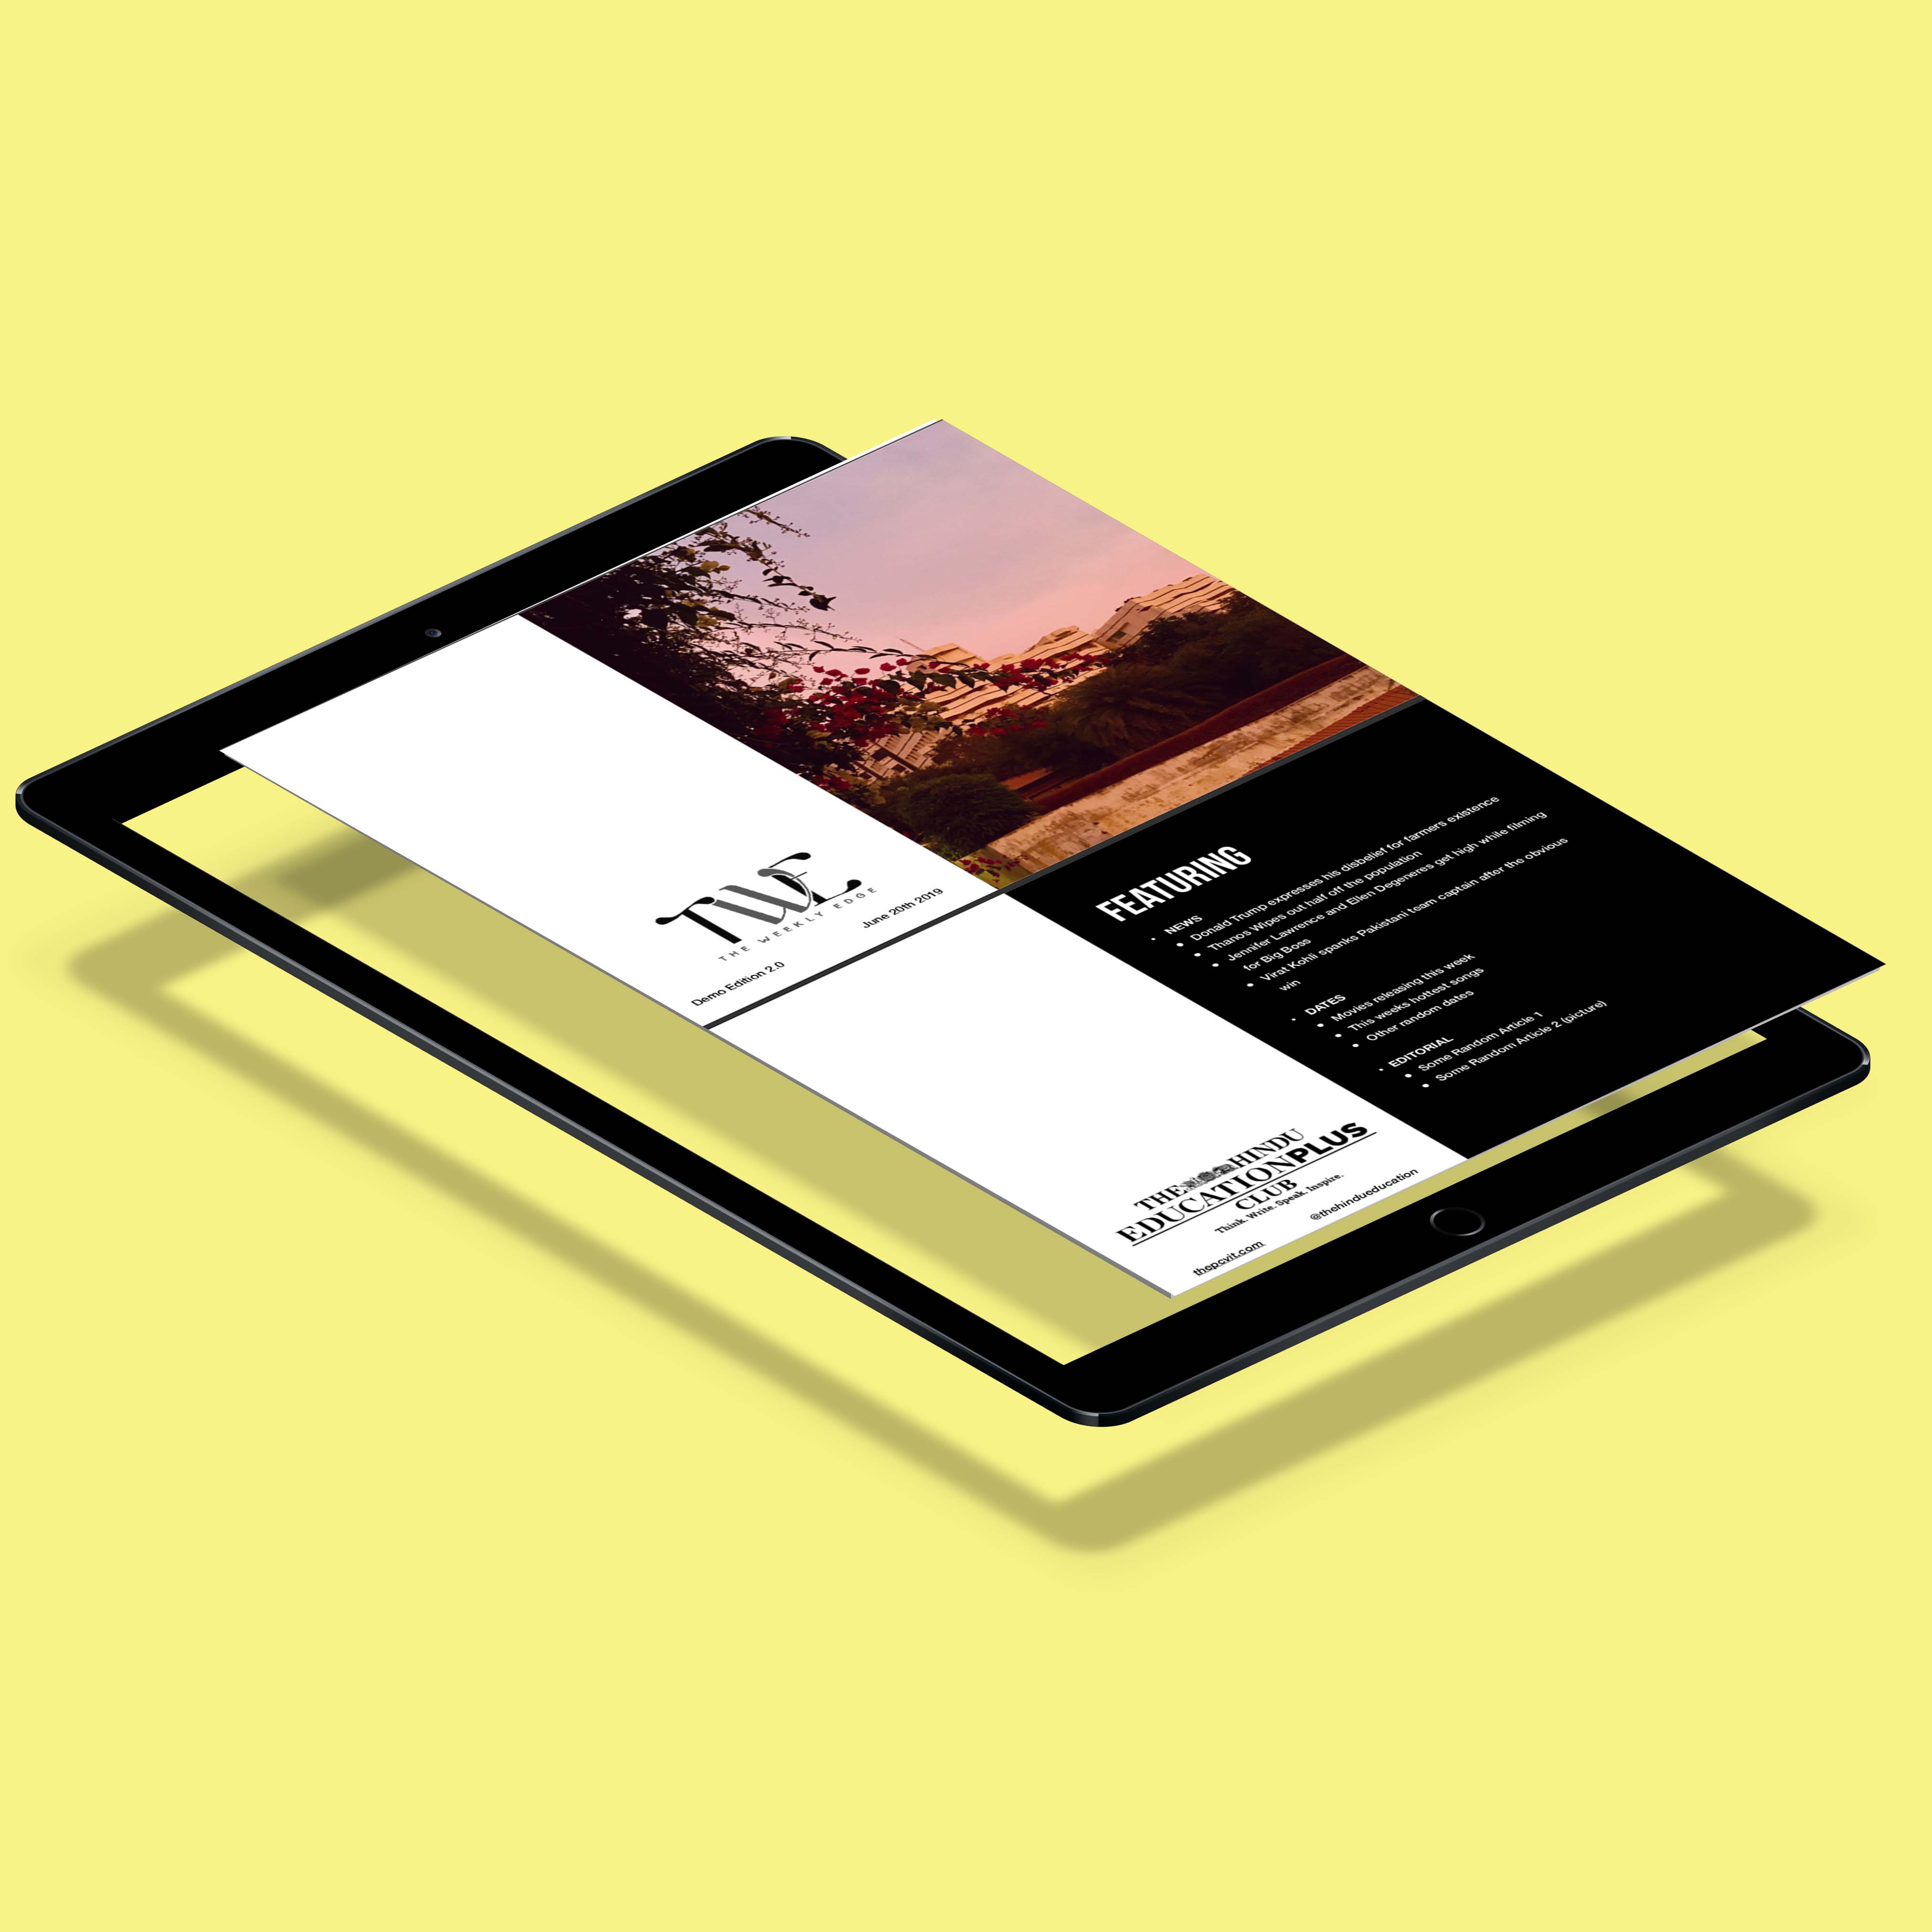 TWE
THE WEEKLY EDGE
Demo Edition 2.0
June 20th 2019
FEATURING
• NEWS
• Donald Trump expresses his disbelief for farmers existence
• Thanos Wipes out half off the population
• Jennifer Lawrence and Ellen Degeneres get high while filming
for Big Boss
• Virat Kohli spanks Pakistani team captain after the obvious
win
• DATES
• Movies releasing this week
• This weeks hottest songs
• Other random dates
• EDITORIAL
• Some Random Article 1
• Some Random Article 2 (picture)
THE HINDU
EDUCATIONPLUS
CLUB
Think. Write. Speak. Inspire.
thepcvit.com
@thehindueducation